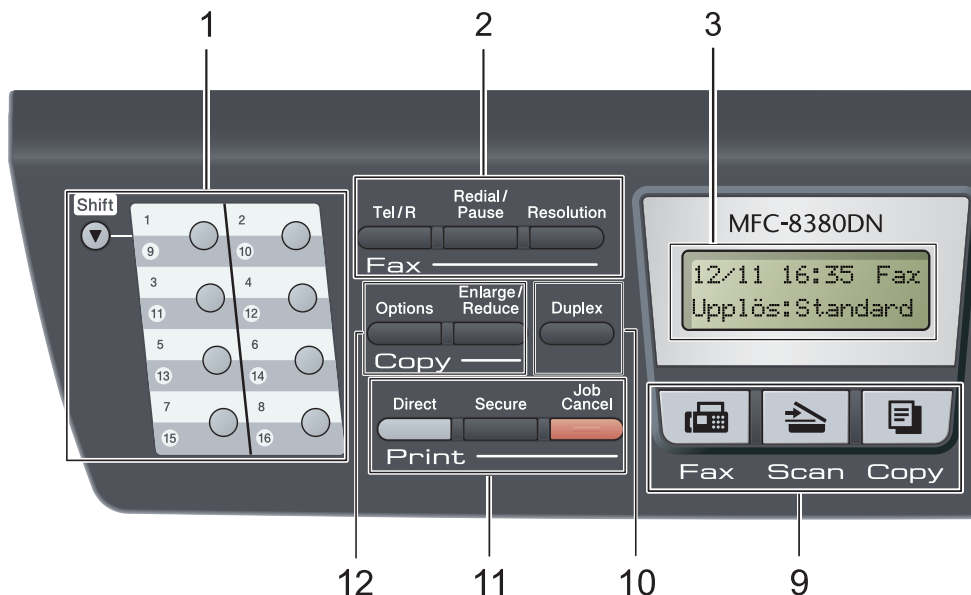 1 2 3
Shift
1 2
9 10
3 4
11 12
5 6
13 14
7 8
15 16
Tel/R Redial/Pause Resolution
Fax
Options Enlarge/Reduce Duplex
Copy
Direct Secure Job Cancel
Print
MFC-8380DN
12/11 16:35 Fax
Upplös:Standard
Fax Scan Copy
12 11 10 9